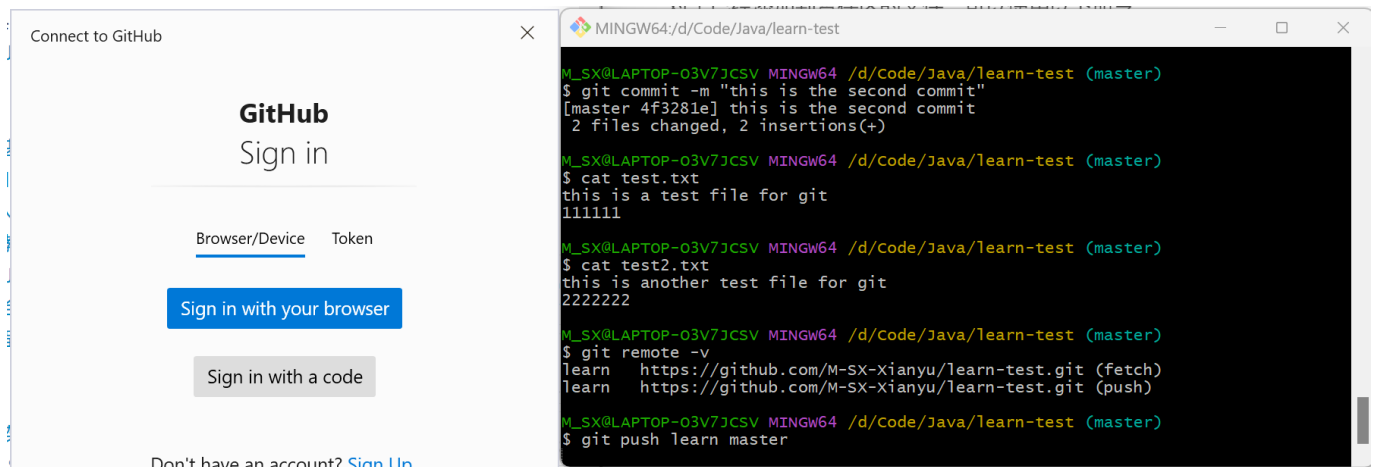 Connect to GitHub
GitHub
Sign in
Browser/Device Token
Sign in with your browser
Sign in with a code
Don't have an account? Sign Up
MINGW64:/d/Code/Java/learn-test
M_SX@LAPTOP-O3V7JCSV MINGW64 /d/Code/Java/learn-test (master)
$ git commit -m "this is the second commit"
[master 4f3281e] this is the second commit
2 files changed, 2 insertions(+)
M_SX@LAPTOP-O3V7JCSV MINGW64 /d/Code/Java/learn-test (master)
$ cat test.txt
this is a test file for git
111111
M_SX@LAPTOP-O3V7JCSV MINGW64 /d/Code/Java/learn-test (master)
$ cat test2.txt
this is another test file for git
2222222
M_SX@LAPTOP-O3V7JCSV MINGW64 /d/Code/Java/learn-test (master)
$ git remote -v
learn https://github.com/M-SX-Xianyu/learn-test.git (fetch)
learn https://github.com/M-SX-Xianyu/learn-test.git (push)
M_SX@LAPTOP-O3V7JCSV MINGW64 /d/Code/Java/learn-test (master)
$ git push learn master